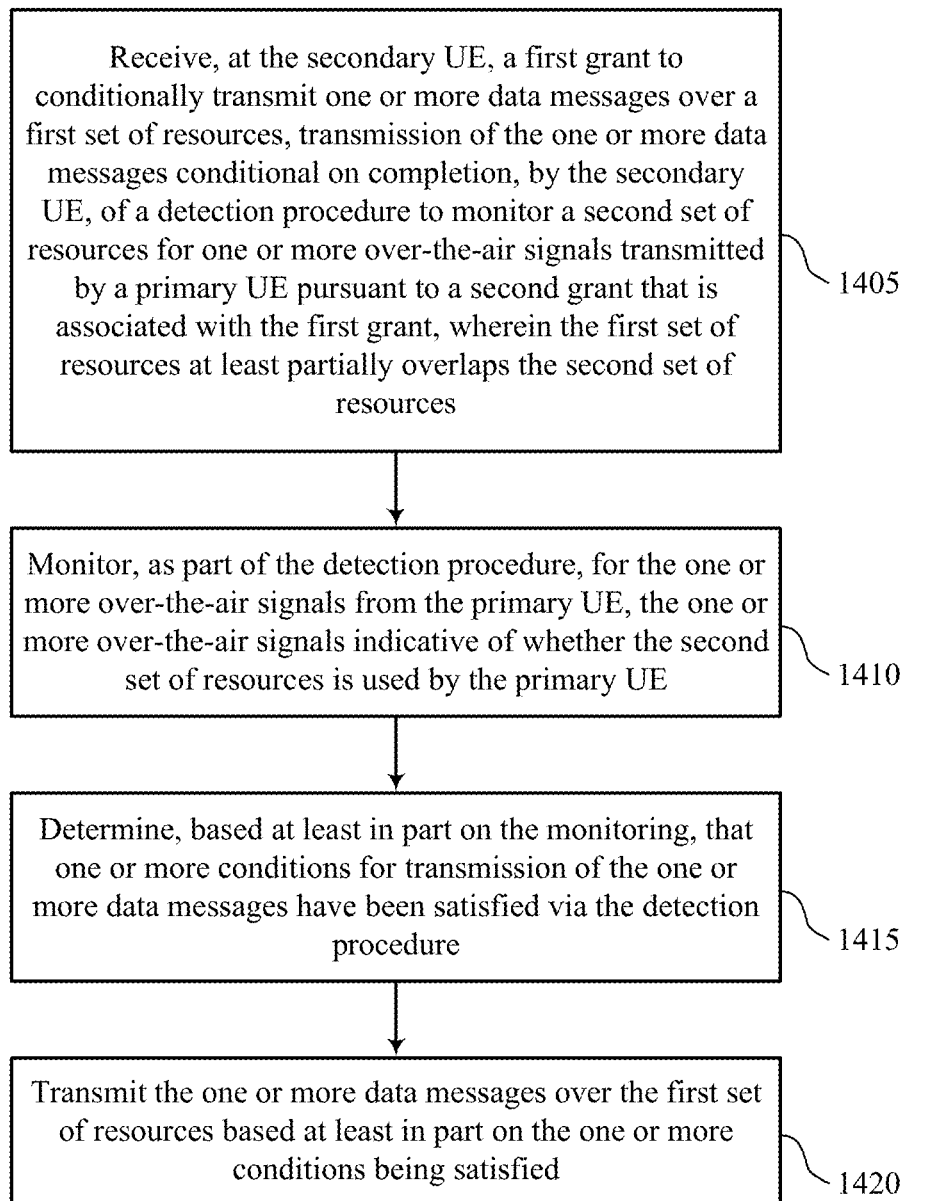 Receive, at the secondary UE, a first grant to
conditionally transmit one or more data messages over a
first set of resources, transmission of the one or more data
messages conditional on completion, by the secondary
UE, of a detection procedure to monitor a second set of
resources for one or more over-the-air signals transmitted
by a primary UE pursuant to a second grant that is
associated with the first grant, wherein the first set of
resources at least partially overlaps the second set of
resources
1405
Monitor, as part of the detection procedure, for the one or
more over-the-air signals from the primary UE, the one or
more over-the-air signals indicative of whether the second
set of resources is used by the primary UE
1410
Determine, based at least in part on the monitoring, that
one or more conditions for transmission of the one or
more data messages have been satisfied via the detection
procedure
1415
Transmit the one or more data messages over the first set
of resources based at least in part on the one or more
conditions being satisfied
1420